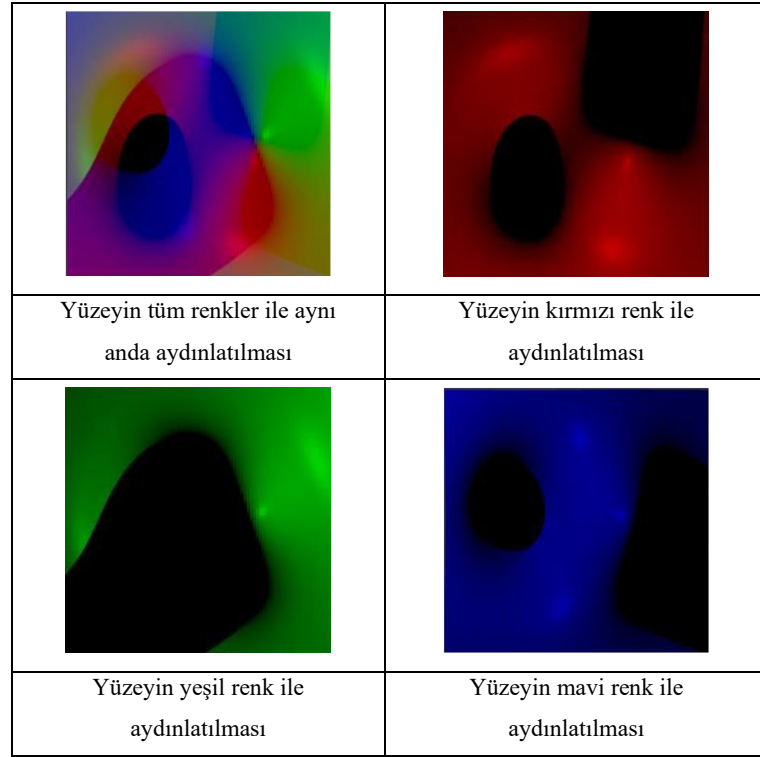 Yüzeyin tüm renkler ile aynı
anda aydınlatılması
Yüzeyin kırmızı renk ile
aydınlatılması
Yüzeyin yeşil renk ile
aydınlatılması
Yüzeyin mavi renk ile
aydınlatılması